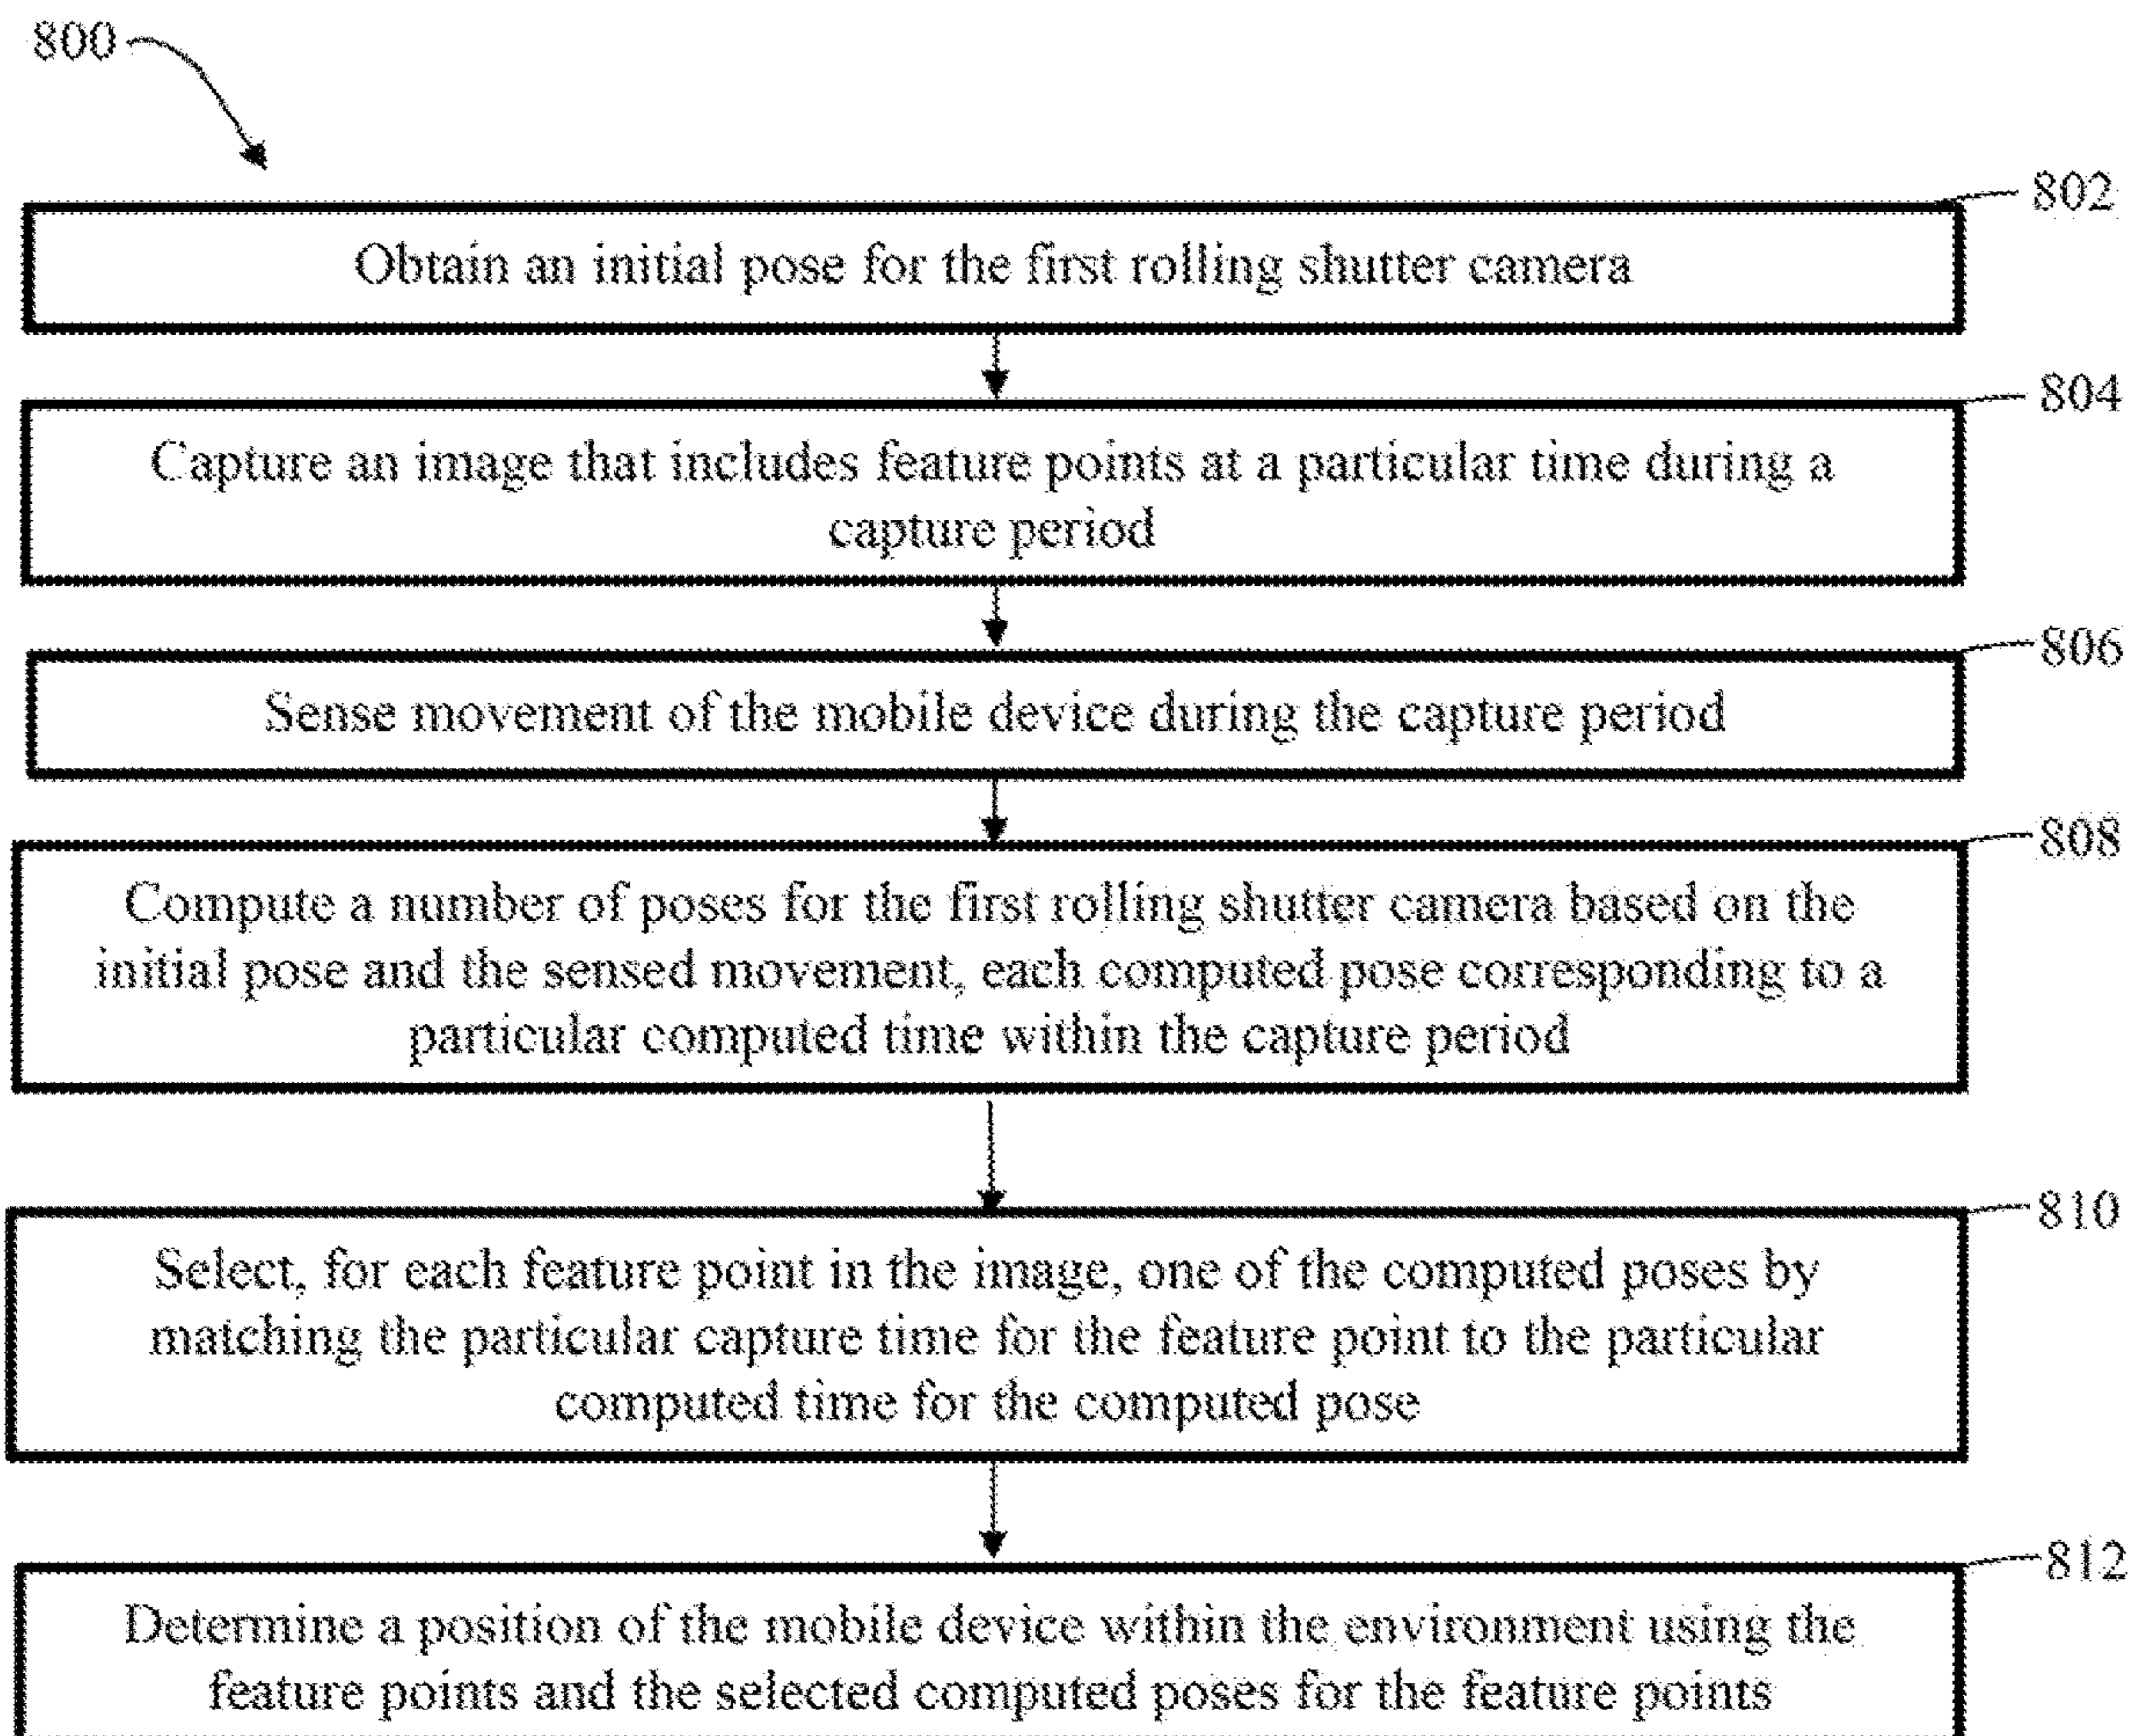 800
802
Obtain an initial pose for the first rolling shutter camera
804
Capture an image that includes feature points at a particular time during a
capture period
806
Sense movement of the mobile device during the capture period
808
Compute a number of poses for the first rolling shutter camera based on the
initial pose and the sensed movement, each computed pose corresponding to a
particular computed time within the capture period
810
Select, for each feature point in the image, one of the computed poses by
matching the particular capture time for the feature point to the particular
computed time for the computed pose
812
Determine a position of the mobile device within the environment using the
feature points and the selected computed poses for the feature points